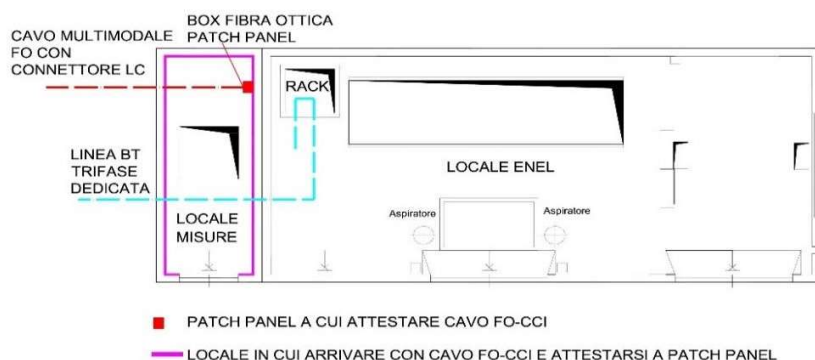 BOX FIBRA OTTICA
PATCH PANEL
CAVO MULTIMODALE
FO CON
CONNETTORE LC
RACK
LINEA BT
TRIFASE
DEDICATA
LOCALE ENEL
LOCALE
MISURE
Aspiratore
Aspiratore
PATCH PANEL A CUI ATTESTARE CAVO FO-CCI
LOCALE IN CUI ARRIVARE CON CAVO FO-CCI E ATTESTARSI A PATCH PANEL